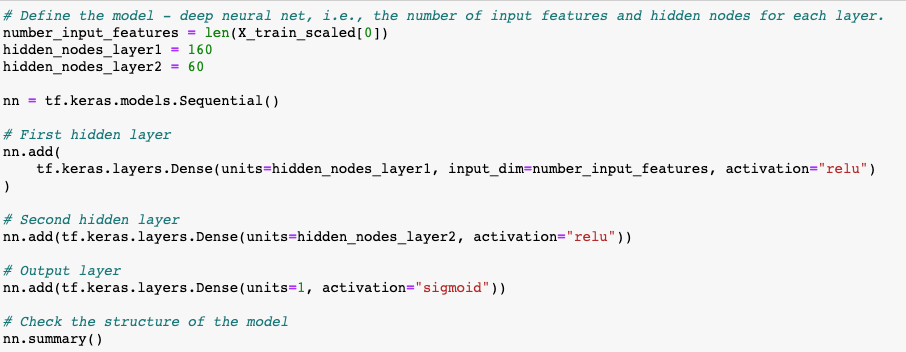 # Define the model - deep neural net, i.e., the number of input features and hidden nodes for each layer.
number_input_features = len(X_train_scaled[0])
hidden_nodes_layer1 = 160
hidden_nodes_layer2 = 60

nn = tf.keras.models.Sequential()

# First hidden layer
nn.add(
    tf.keras.layers.Dense(units=hidden_nodes_layer1, input_dim=number_input_features, activation="relu")
)

# Second hidden layer
nn.add(tf.keras.layers.Dense(units=hidden_nodes_layer2, activation="relu"))

# Output layer
nn.add(tf.keras.layers.Dense(units=1, activation="sigmoid"))

# Check the structure of the model
nn.summary()